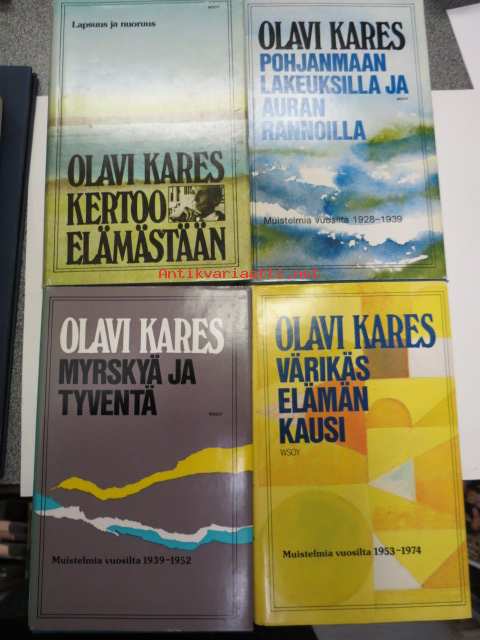 WSOY
Lapsuus ja nuoruus
OLAVI KARES
KERTOO
ELÄMÄSTÄÄN
OLAVI KARES
POHJANMAAN
LAKEUKSILLA JA
AURAN
RANNOILLA
WSOY
Muistelmia vuosilta 1928-1939
Antikvariaatti.net
OLAVI KARES
MYRSKYÄ JA
TYVENTÄ
WSOY
Muistelmia vuosilta 1939-1952
OLAVI KARES
VÄRIKÄS
ELÄMÄN
KAUSI
WSOY
Muistelmia vuosilta 1953-1974